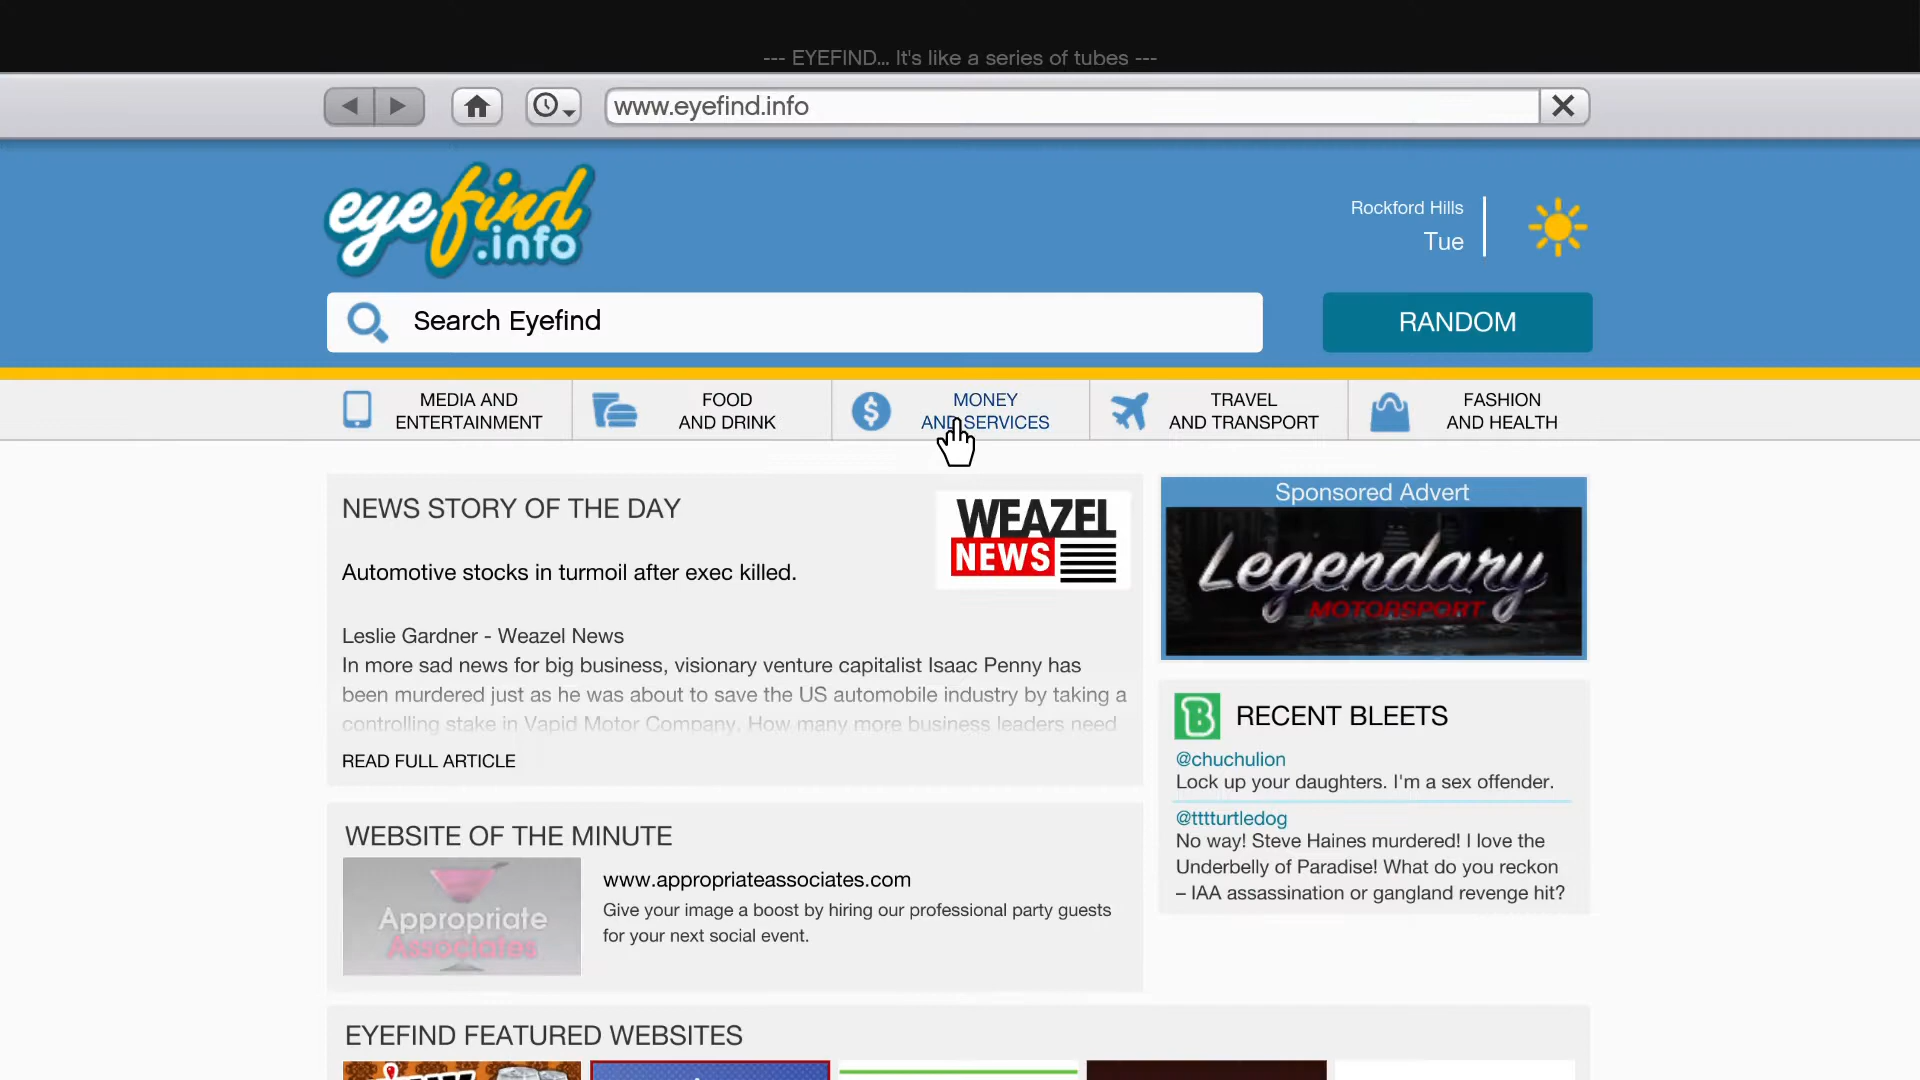 --- EYEFIND... It's like a series of tubes ---
www.eyefind.info
eyefind
.info
Rockford Hills
Tue
Search Eyefind
RANDOM
MEDIA AND
ENTERTAINMENT
FOOD
AND DRINK
MONEY
AND SERVICES
TRAVEL
AND TRANSPORT
FASHION
AND HEALTH
NEWS STORY OF THE DAY
WEAZEL
NEWS
Automotive stocks in turmoil after exec killed.
Leslie Gardner - Weazel News
In more sad news for big business, visionary venture capitalist Isaac Penny has
been murdered just as he was about to save the US automobile industry by taking a
controlling stake in Vapid Motor Company. How many more business leaders need
READ FULL ARTICLE
Sponsored Advert
Legendary
MOTORSPORT
RECENT BLEETS
@chuchulion
Lock up your daughters. I'm a sex offender.
@tttturtledog
No way! Steve Haines murdered! I love the
Underbelly of Paradise! What do you reckon
– IAA assassination or gangland revenge hit?
WEBSITE OF THE MINUTE
Appropriate
Associates
www.appropriateassociates.com
Give your image a boost by hiring our professional party guests
for your next social event.
EYEFIND FEATURED WEBSITES